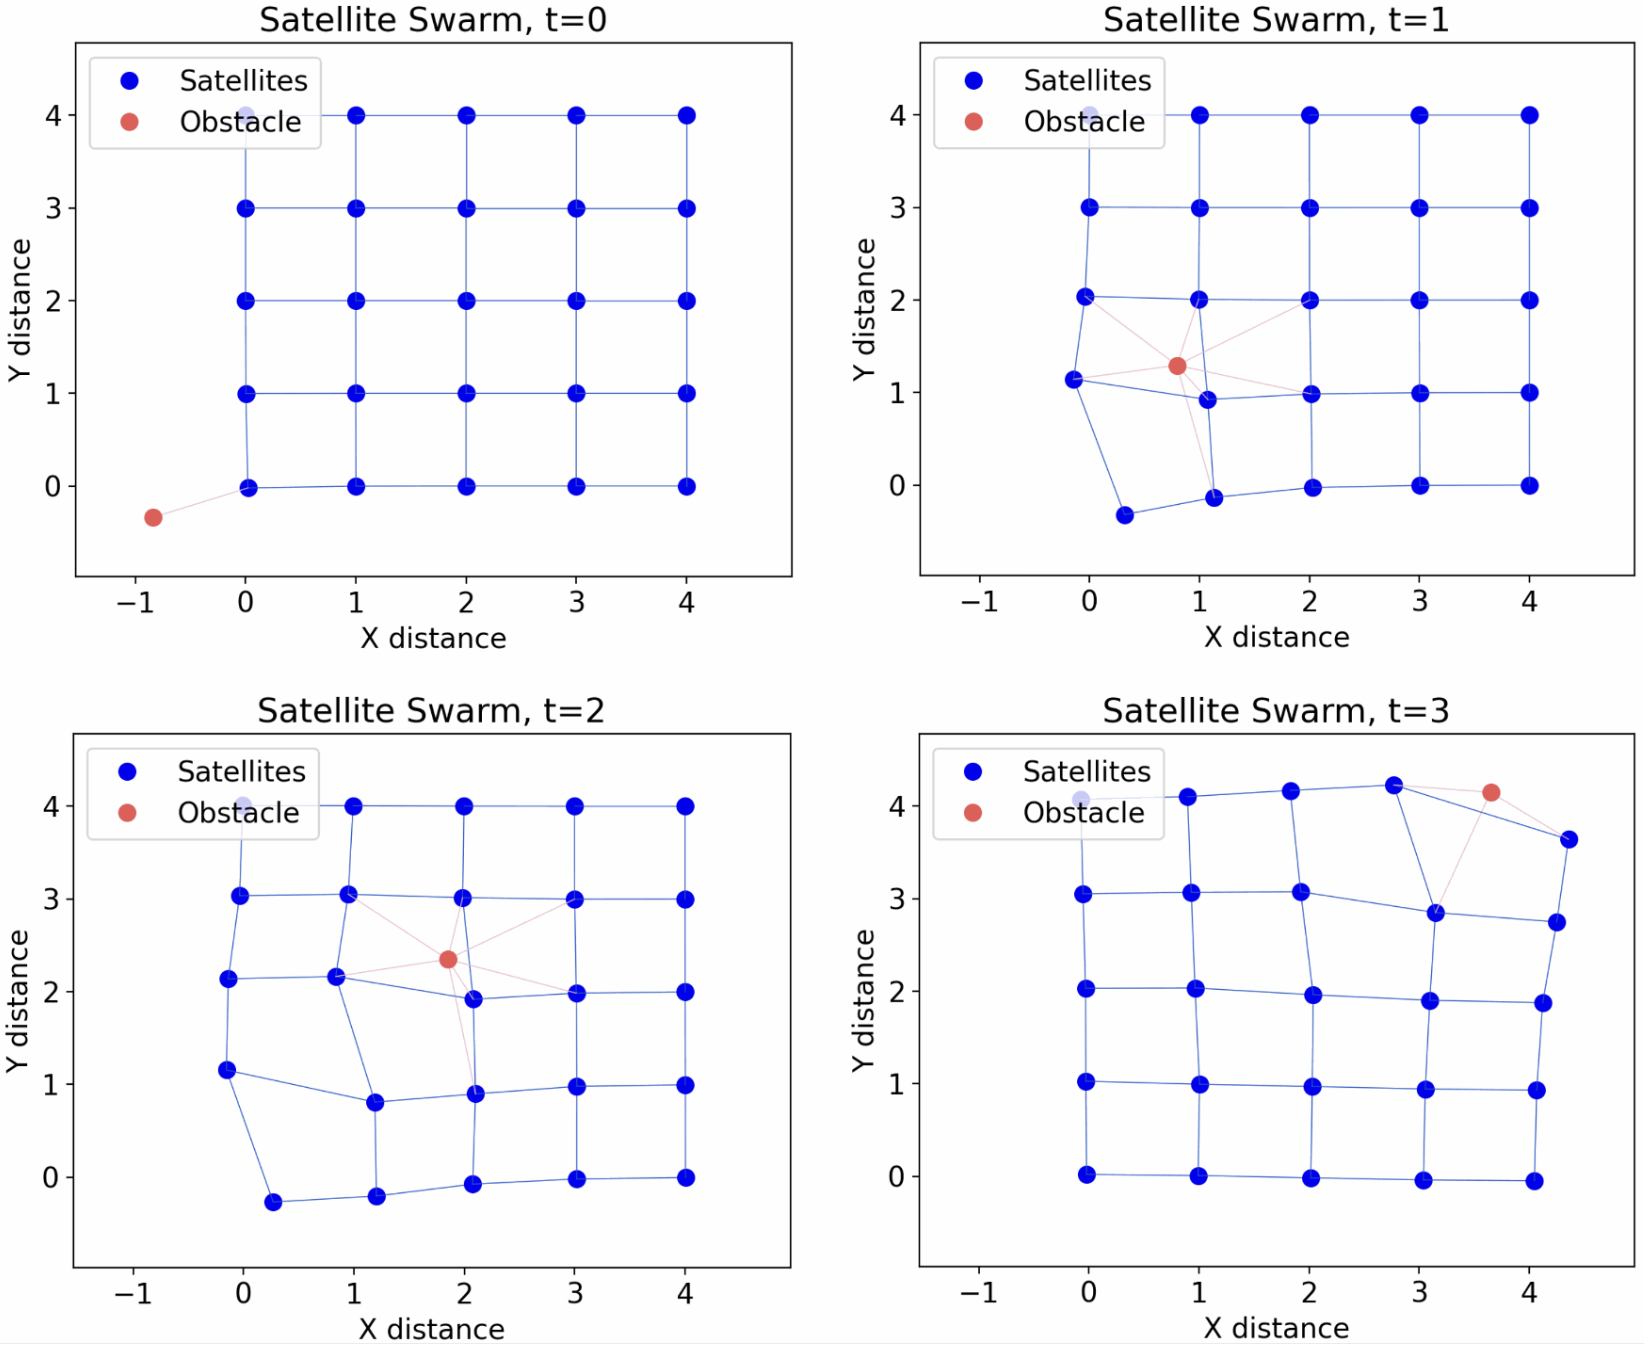 Satellite Swarm, t=0
Satellites
Obstacle
4
3
2
1
0
Y distance
−1 0 1 2 3 4
X distance
Satellite Swarm, t=1
Satellites
Obstacle
4
3
2
1
0
Y distance
−1 0 1 2 3 4
X distance
Satellite Swarm, t=2
Satellites
Obstacle
4
3
2
1
0
Y distance
−1 0 1 2 3 4
X distance
Satellite Swarm, t=3
Satellites
Obstacle
4
3
2
1
0
Y distance
−1 0 1 2 3 4
X distance